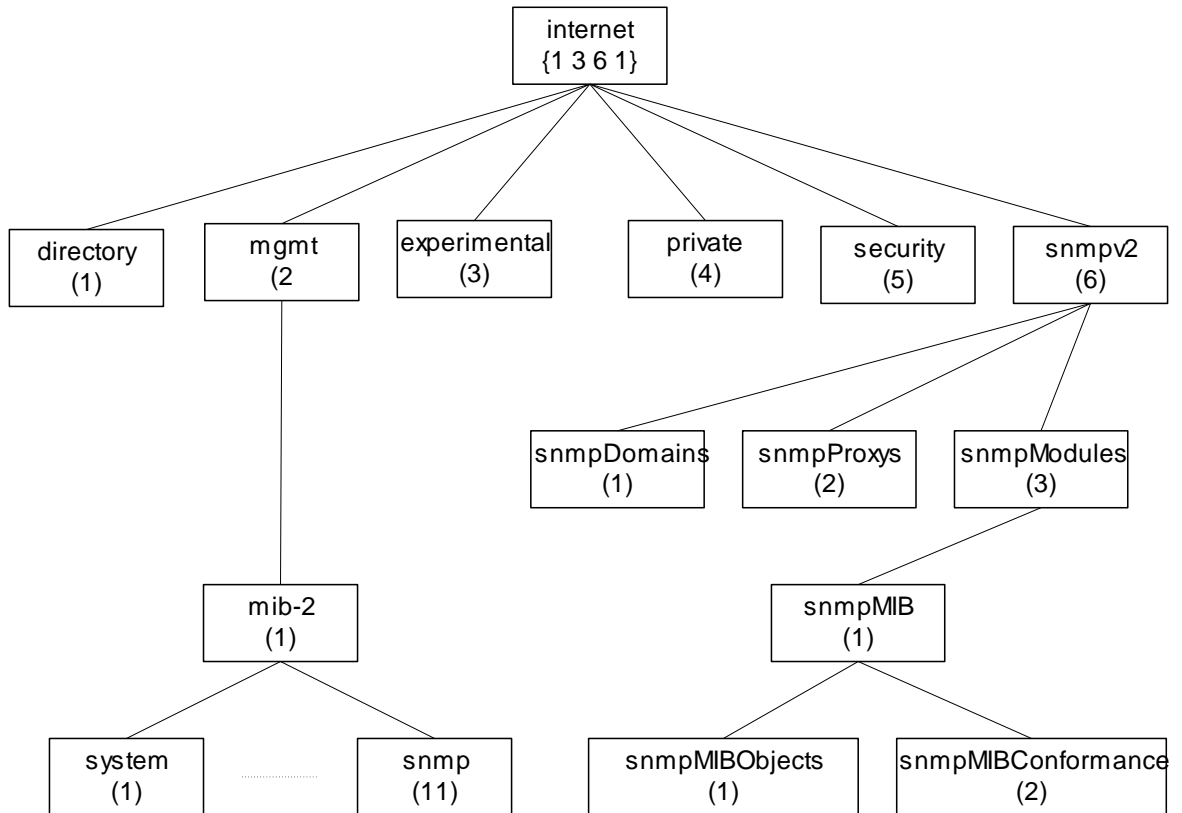 internet
{1 3 6 1}
directory
(1)
mgmt
(2
experimental
(3)
private
(4)
security
(5)
snmpv2
(6)
snmpDomains
(1)
snmpProxys
(2)
snmpModules
(3)
mib-2
(1)
snmpMIB
(1)
system
(1)
snmp
(11)
snmpMIBObjects
(1)
snmpMIBConformance
(2)